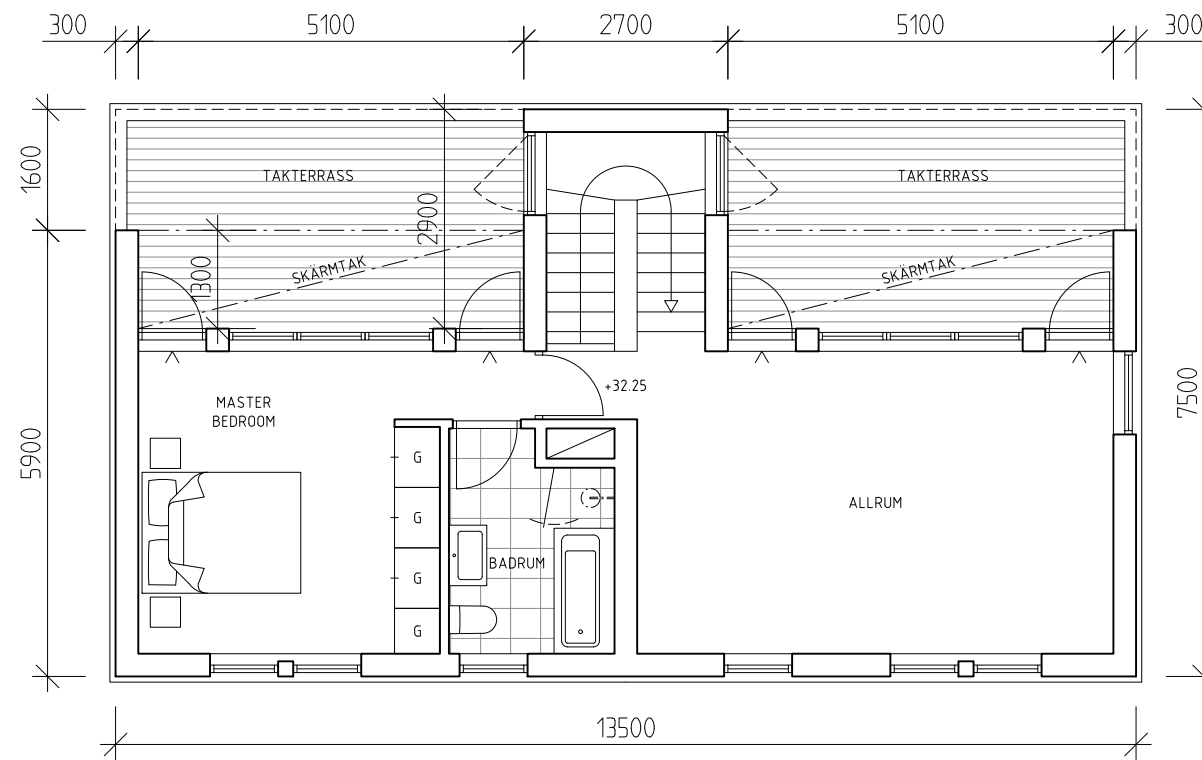 300
5100
2700
5100
300
1600
TAKTERRASS
TAKTERRASS
2900
1300
SKÄRMTAK
SKÄRMTAK
+32.25
MASTER
BEDROOM
7500
5900
G
G
G
G
ALLRUM
BADRUM
13500